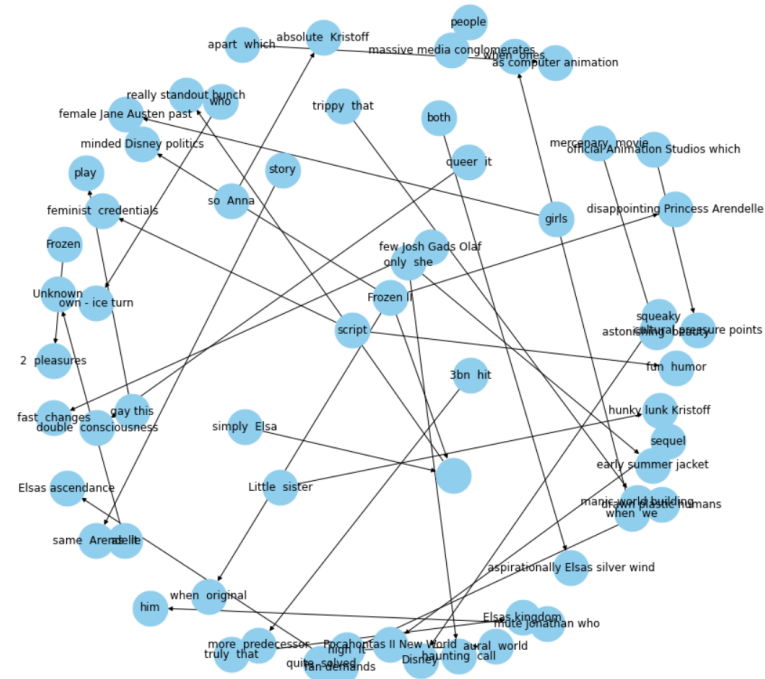 people
absolute  Kristoff
apart  which
massive media conglomerates
when  ones
as computer animation
really standout bunch
who
trippy  that
female Jane Austen past
both
minded Disney politics
mercenary  movie
official Animation Studios which
queer  it
story
play
so  Anna
feminist  credentials
disappointing Princess Arendelle
girls
Frozen
few Josh Gads Olaf
only  she
Unknown
own - ice turn
Frozen II
squeaky
script
astonishing  beauty
cultural pressure points
2  pleasures
fun  humor
3bn  hit
gay this
hunky lunk Kristoff
fast  changes
double  consciousness
simply  Elsa
sequel
early summer jacket
Elsas ascendance
Little  sister
manic world building
drawn plastic humans
when  we
same  Arendelle
as it
aspirationally Elsas silver wind
when  original
him
Elsas kingdom
mute Jonathan who
more  predecessor
Pocahontas II New World
aural  world
truly  that
high  it
haunting  call
Disney
quite  solved
fan demands